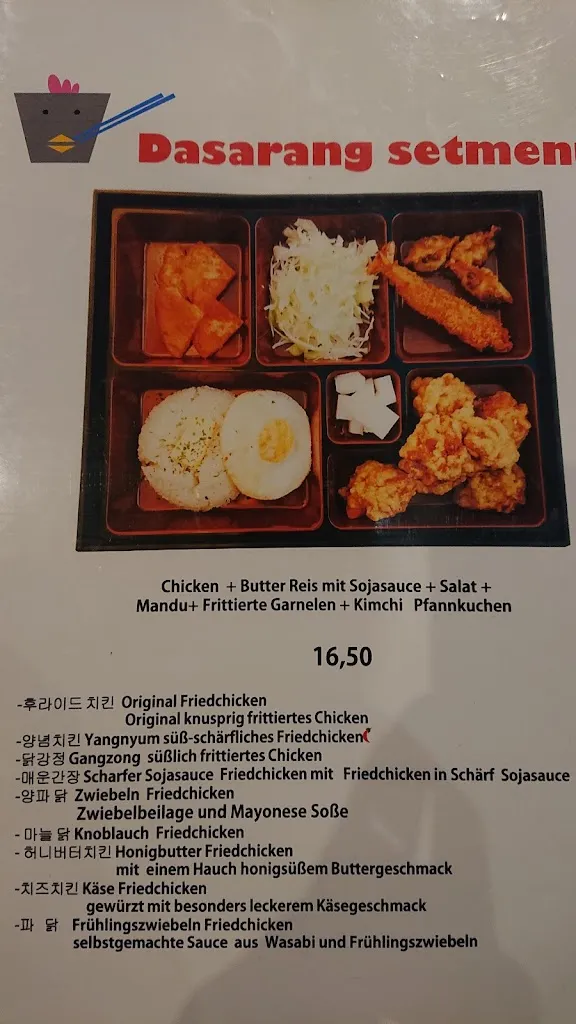 Dasarang setmen
Chicken + Butter Reis mit Sojasauce + Salat +
Mandu+ Frittierte Garnelen + Kimchi Pfannkuchen
16,50
-후라이드 치킨 Original Friedchicken
Original knusprig frittiertes Chicken
-양념치킨 Yangnyum süß-schärfliches Friedchicken
-닭강정 Gangzong süßlich frittiertes Chicken
-매운간장 Scharfer Sojasauce Friedchicken mit Friedchicken in Schärf Sojasauce
-양파 닭 Zwiebeln Friedchicken
Zwiebelbeilage und Mayonese Soße
- 마늘 닭 Knoblauch Friedchicken
- 허니버터치킨 Honigbutter Friedchicken
mit einem Hauch honigsüßem Buttergeschmack
-치즈치킨 Käse Friedchicken
gewürzt mit besonders leckerem Käsegeschmack
-파 닭 Frühlingszwiebeln Friedchicken
selbstgemachte Sauce aus Wasabi und Frühlingszwiebeln